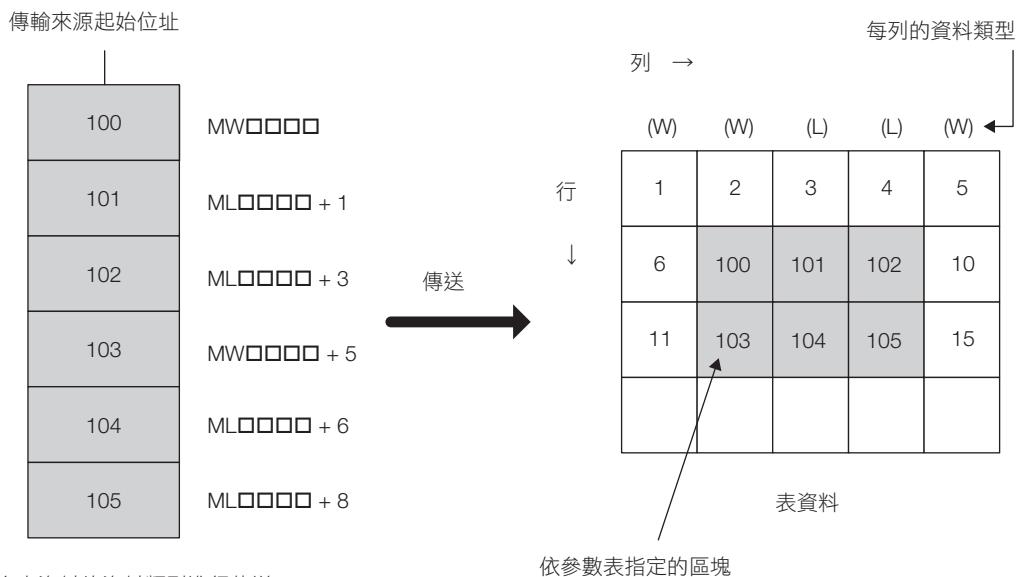 傳輸來源起始位址
100 MW□□□□
101 ML□□□□ + 1
102 ML□□□□ + 3
103 MW□□□□ + 5
104 ML□□□□ + 6
105 ML□□□□ + 8
傳送
每列的資料類型
列 →
(W) (W) (L) (L) (W)
行
↓
1 2 3 4 5
6 100 101 102 10
11 103 104 105 15
表資料
依參數表指定的區塊